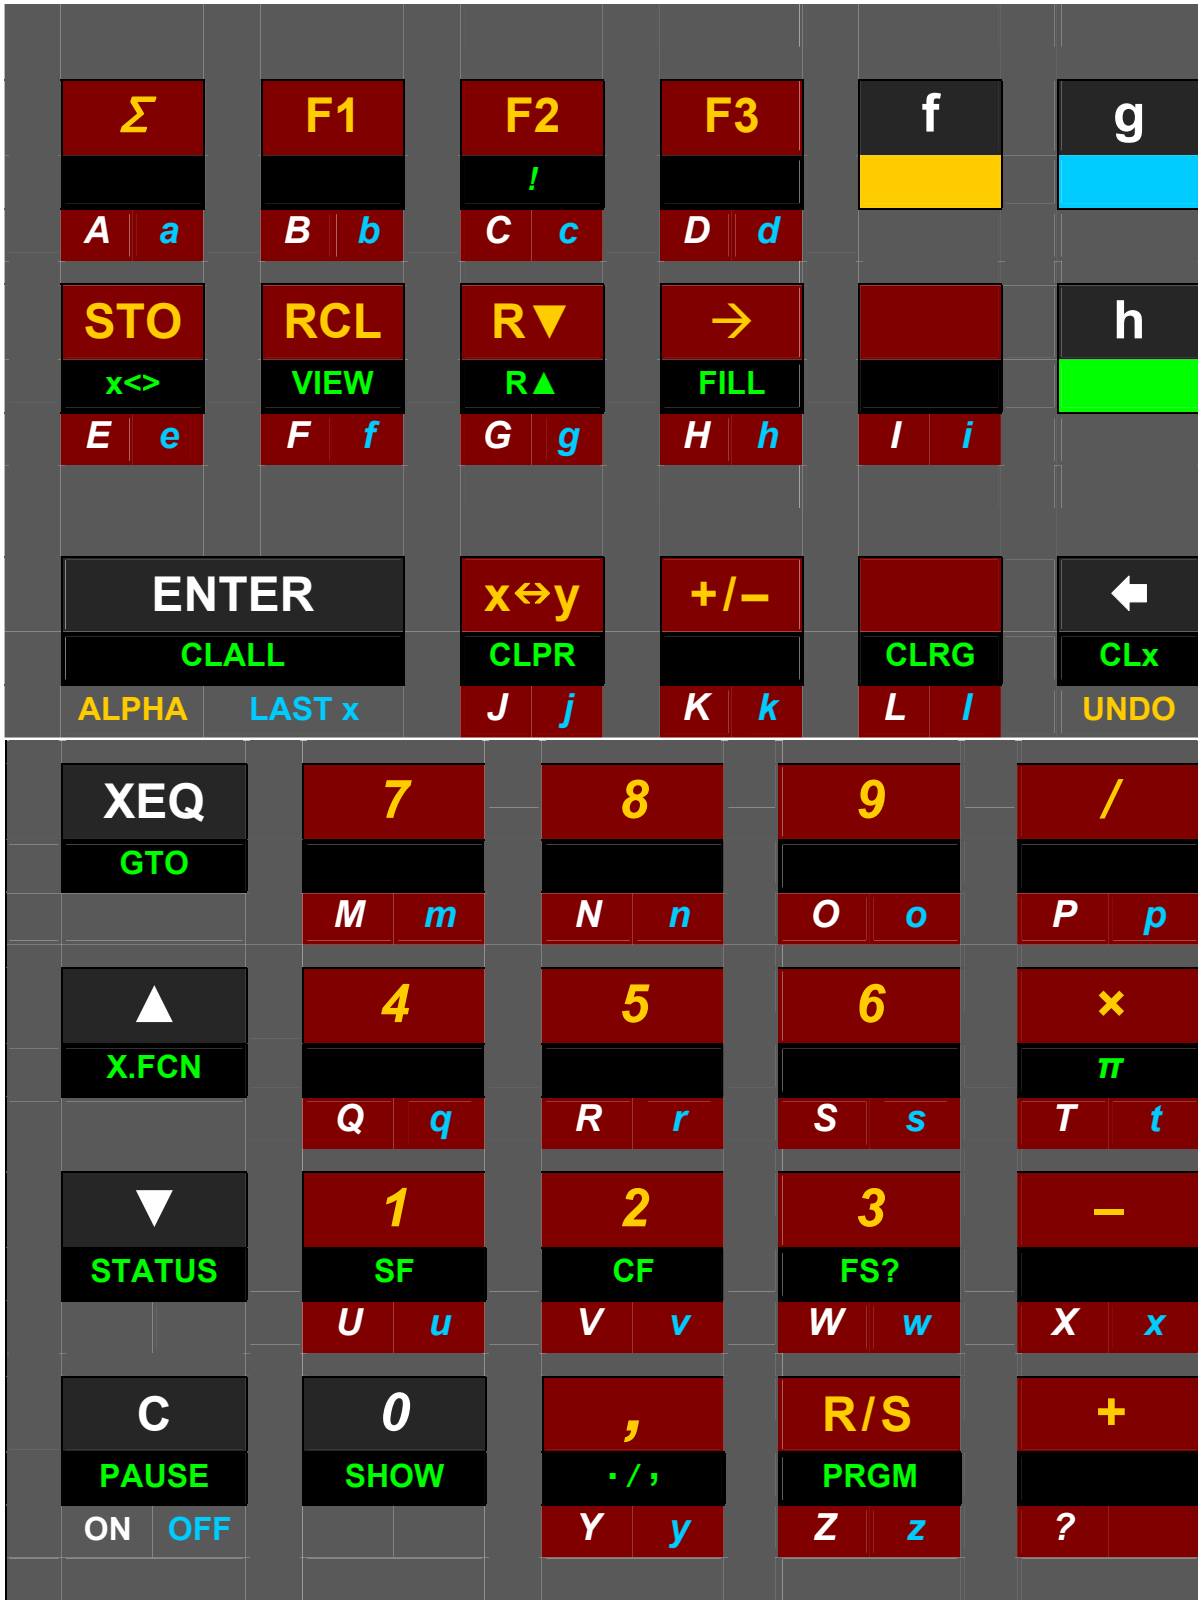 Σ F1 F2 F3 f g
!
A a B b C c D d
STO RCL R▼ → h
x<> VIEW R▲ FILL
E e F f G g H h I i
ENTER x↔y +/– 🡄
CLALL CLPR CLRG CLx
ALPHA LAST x J j K k L l UNDO
XEQ 7 8 9 /
GTO
M m N n O o P p
▲ 4 5 6 ×
X.FCN π
Q q R r S s T t
▼ 1 2 3 –
STATUS SF CF FS?
U u V v W w X x
C 0 , R/S +
PAUSE SHOW ./, PRGM
ON OFF Y y Z z ?